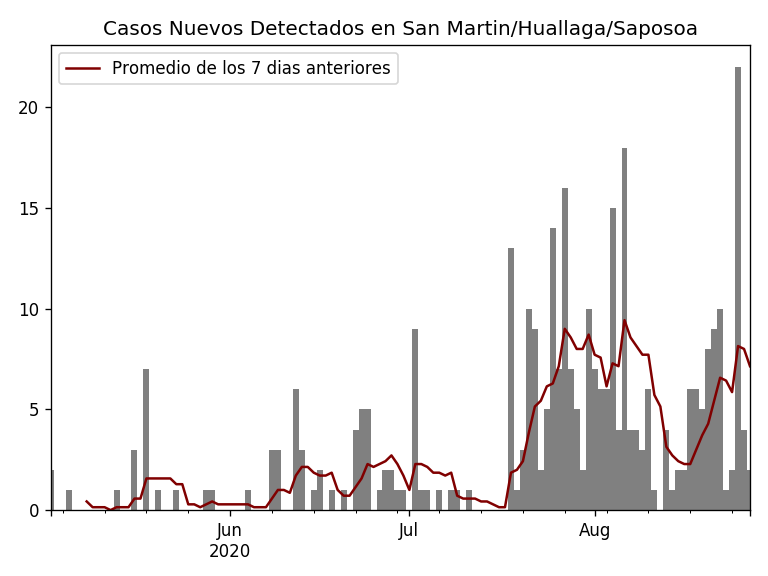 Casos Nuevos Detectados en San Martin/Huallaga/Saposoa
Promedio de los 7 dias anteriores
20
15
10
5
0
Jun
2020
Jul
Aug